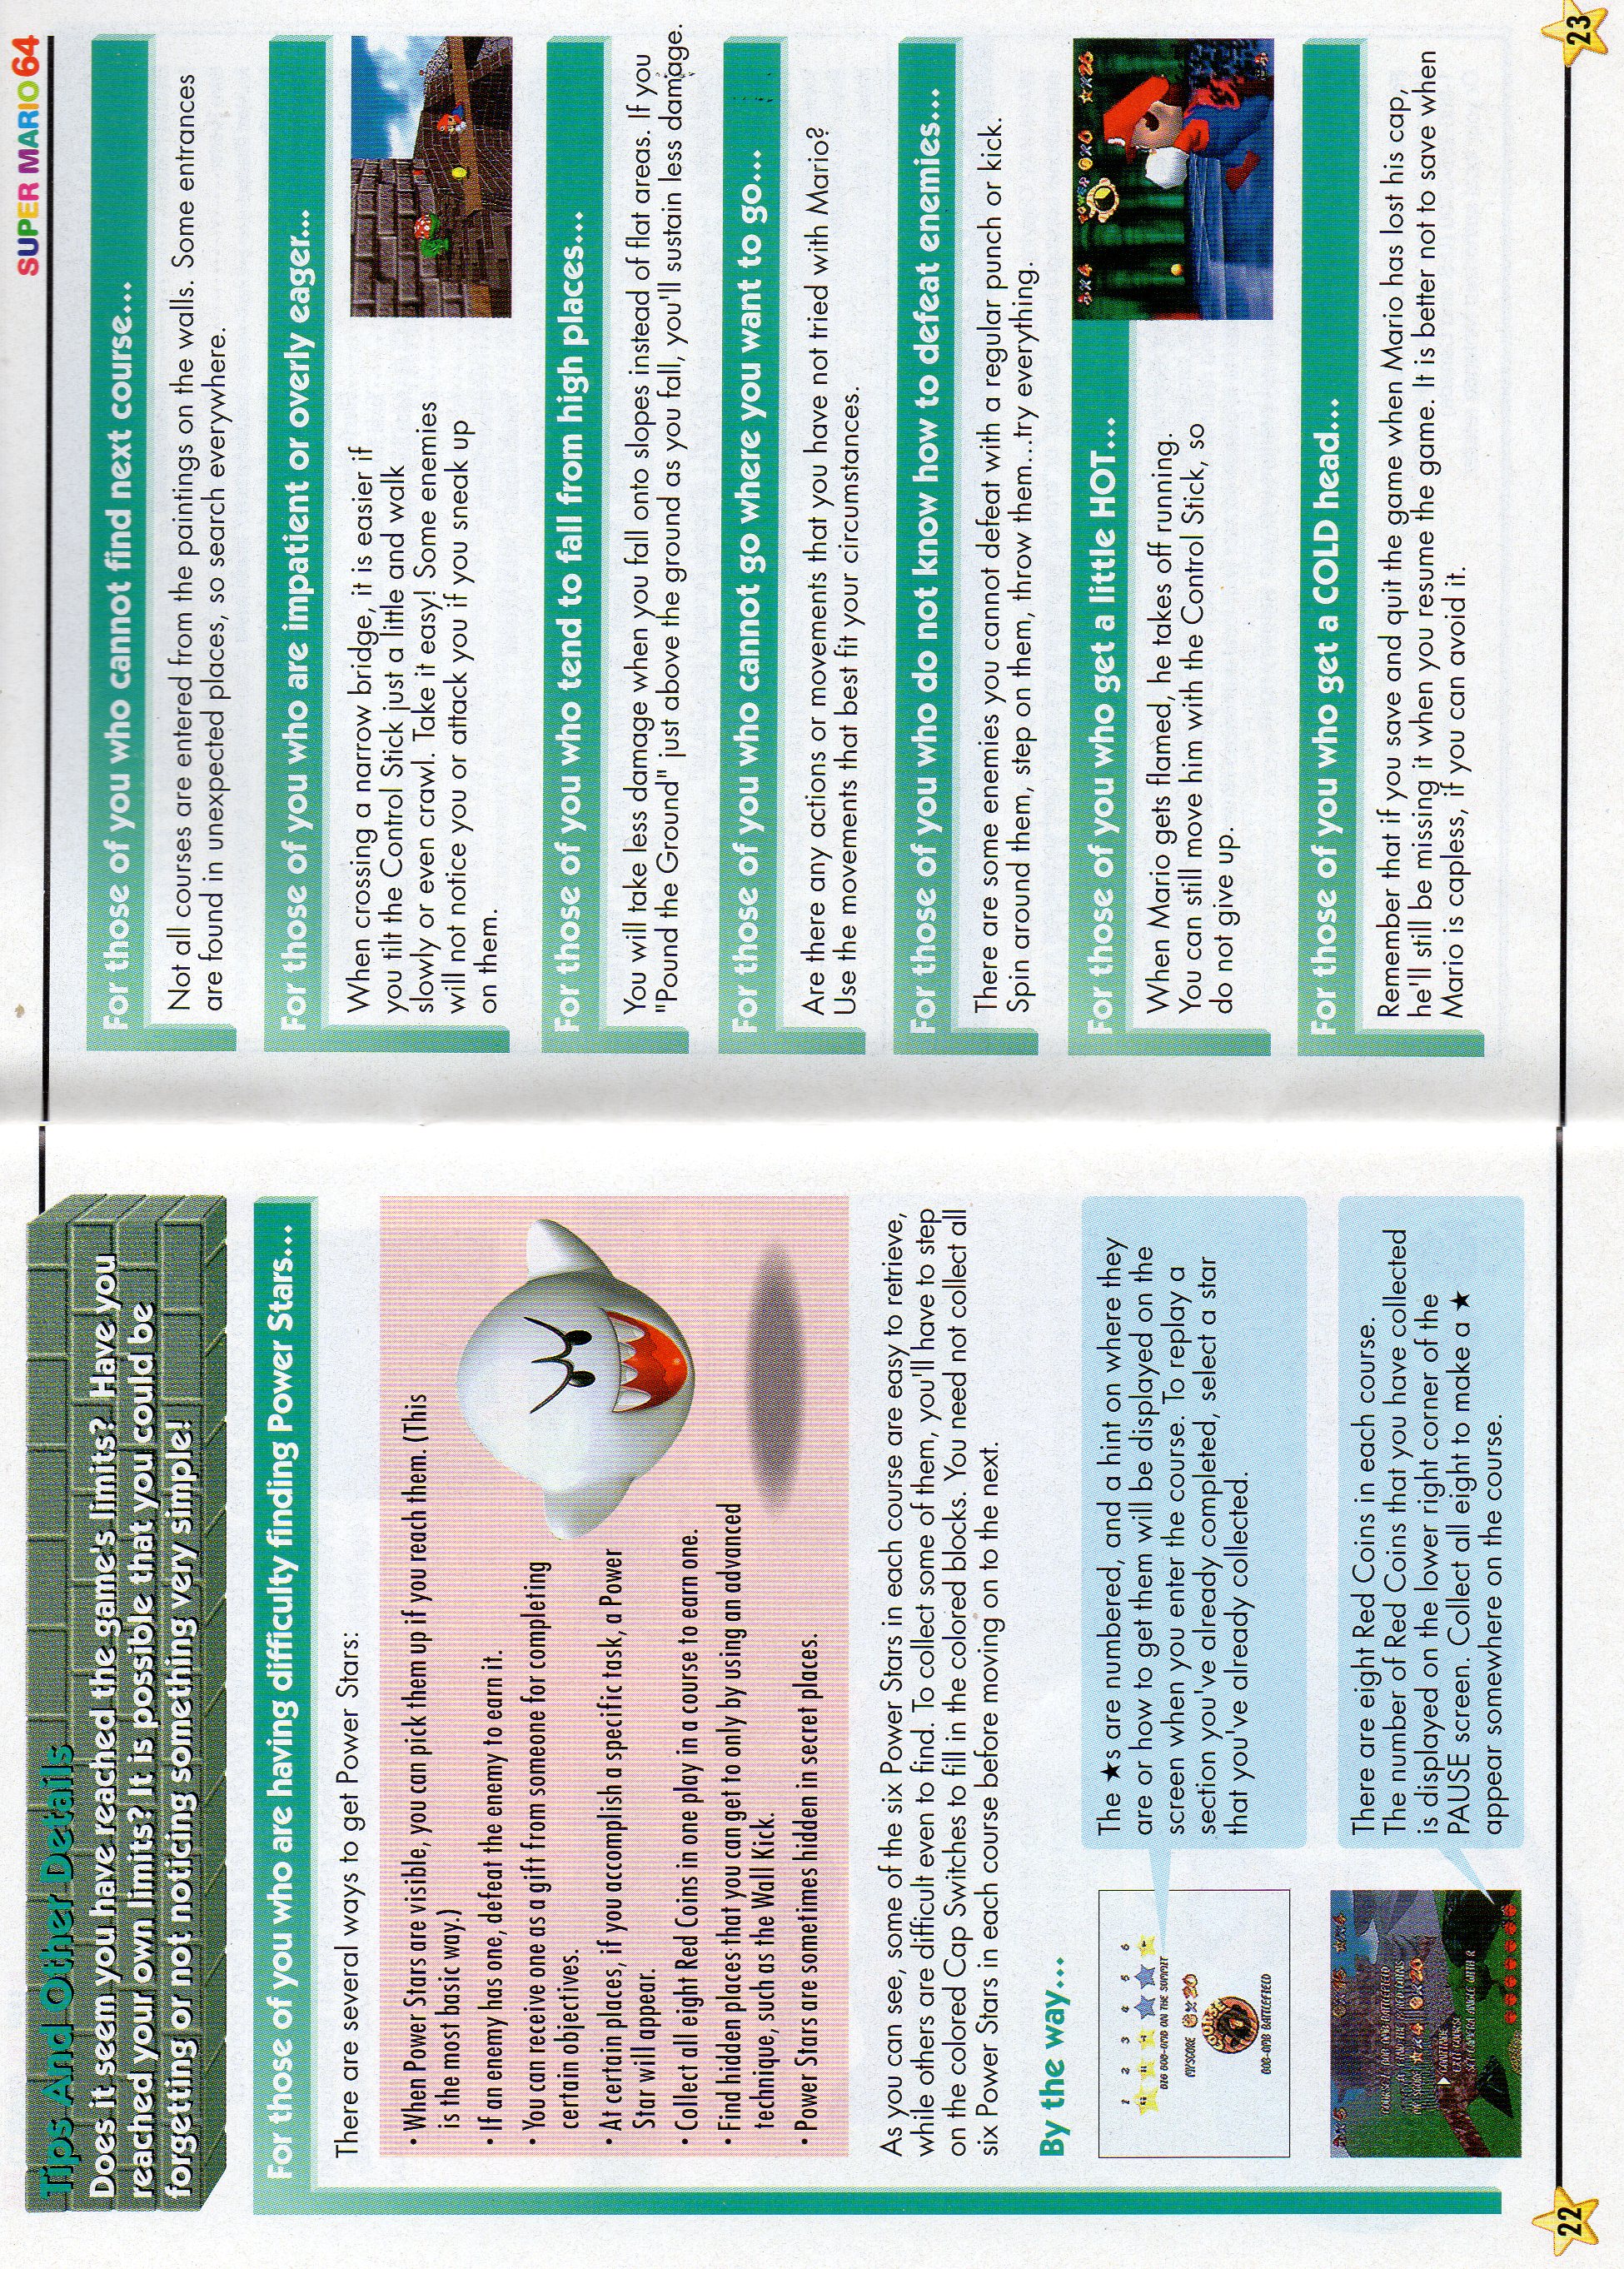 Tips And Other Details
Does it seem you have reached the game's limits? Have you
reached your own limits? It is possible that you could be
forgetting or not noticing something very simple!
For those of you who are having difficulty finding Power Stars...
There are several ways to get Power Stars:
• When Power Stars are visible, you can pick them up if you reach them. (This
is the most basic way.)
• If an enemy has one, defeat the enemy to earn it.
• You can receive one as a gift from someone for completing
certain objectives.
• At certain places, if you accomplish a specific task, a Power
Star will appear.
• Collect all eight Red Coins in one play in a course to earn one.
• Find hidden places that you can get to only by using an advanced
technique, such as the Wall Kick.
• Power Stars are sometimes hidden in secret places.
As you can see, some of the six Power Stars in each course are easy to retrieve,
while others are difficult even to find. To collect some of them, you'll have to step
on the colored Cap Switches to fill in the colored blocks. You need not collect all
six Power Stars in each course before moving on to the next.
By the way...
1 2 3 4 5 6
BIG BOB-OMB ON THE SUMMIT
MYSCORE ×20
COURSE
BOB-OMB BATTLEFIELD
The ★s are numbered, and a hint on where they
are or how to get them will be displayed on the
screen when you enter the course. To replay a
section you've already completed, select a star
that you've already collected.
×5 ×15 ×4
COURSE 1 BOB-OMB BATTLEFIELD
FIND THE 8 RED COINS
MY SCORE ★×4 ×20
CONTINUE
EXIT COURSE
SET CAMERA ANGLE WITH R
There are eight Red Coins in each course.
The number of Red Coins that you have collected
is displayed on the lower right corner of the
PAUSE screen. Collect all eight to make a ★
appear somewhere on the course.
22
SUPER MARIO 64
For those of you who cannot find next course...
Not all courses are entered from the paintings on the walls. Some entrances
are found in unexpected places, so search everywhere.
For those of you who are impatient or overly eager...
When crossing a narrow bridge, it is easier if
you tilt the Control Stick just a little and walk
slowly or even crawl. Take it easy! Some enemies
will not notice you or attack you if you sneak up
on them.
For those of you who tend to fall from high places...
You will take less damage when you fall onto slopes instead of flat areas. If you
"Pound the Ground" just above the ground as you fall, you'll sustain less damage.
For those of you who cannot go where you want to go...
Are there any actions or movements that you have not tried with Mario?
Use the movements that best fit your circumstances.
For those of you who do not know how to defeat enemies...
There are some enemies you cannot defeat with a regular punch or kick.
Spin around them, step on them, throw them...try everything.
For those of you who get a little HOT...
×4 POWER ×0 ★×26
When Mario gets flamed, he takes off running.
You can still move him with the Control Stick, so
do not give up.
For those of you who get a COLD head...
Remember that if you save and quit the game when Mario has lost his cap,
he'll still be missing it when you resume the game. It is better not to save when
Mario is capless, if you can avoid it.
23